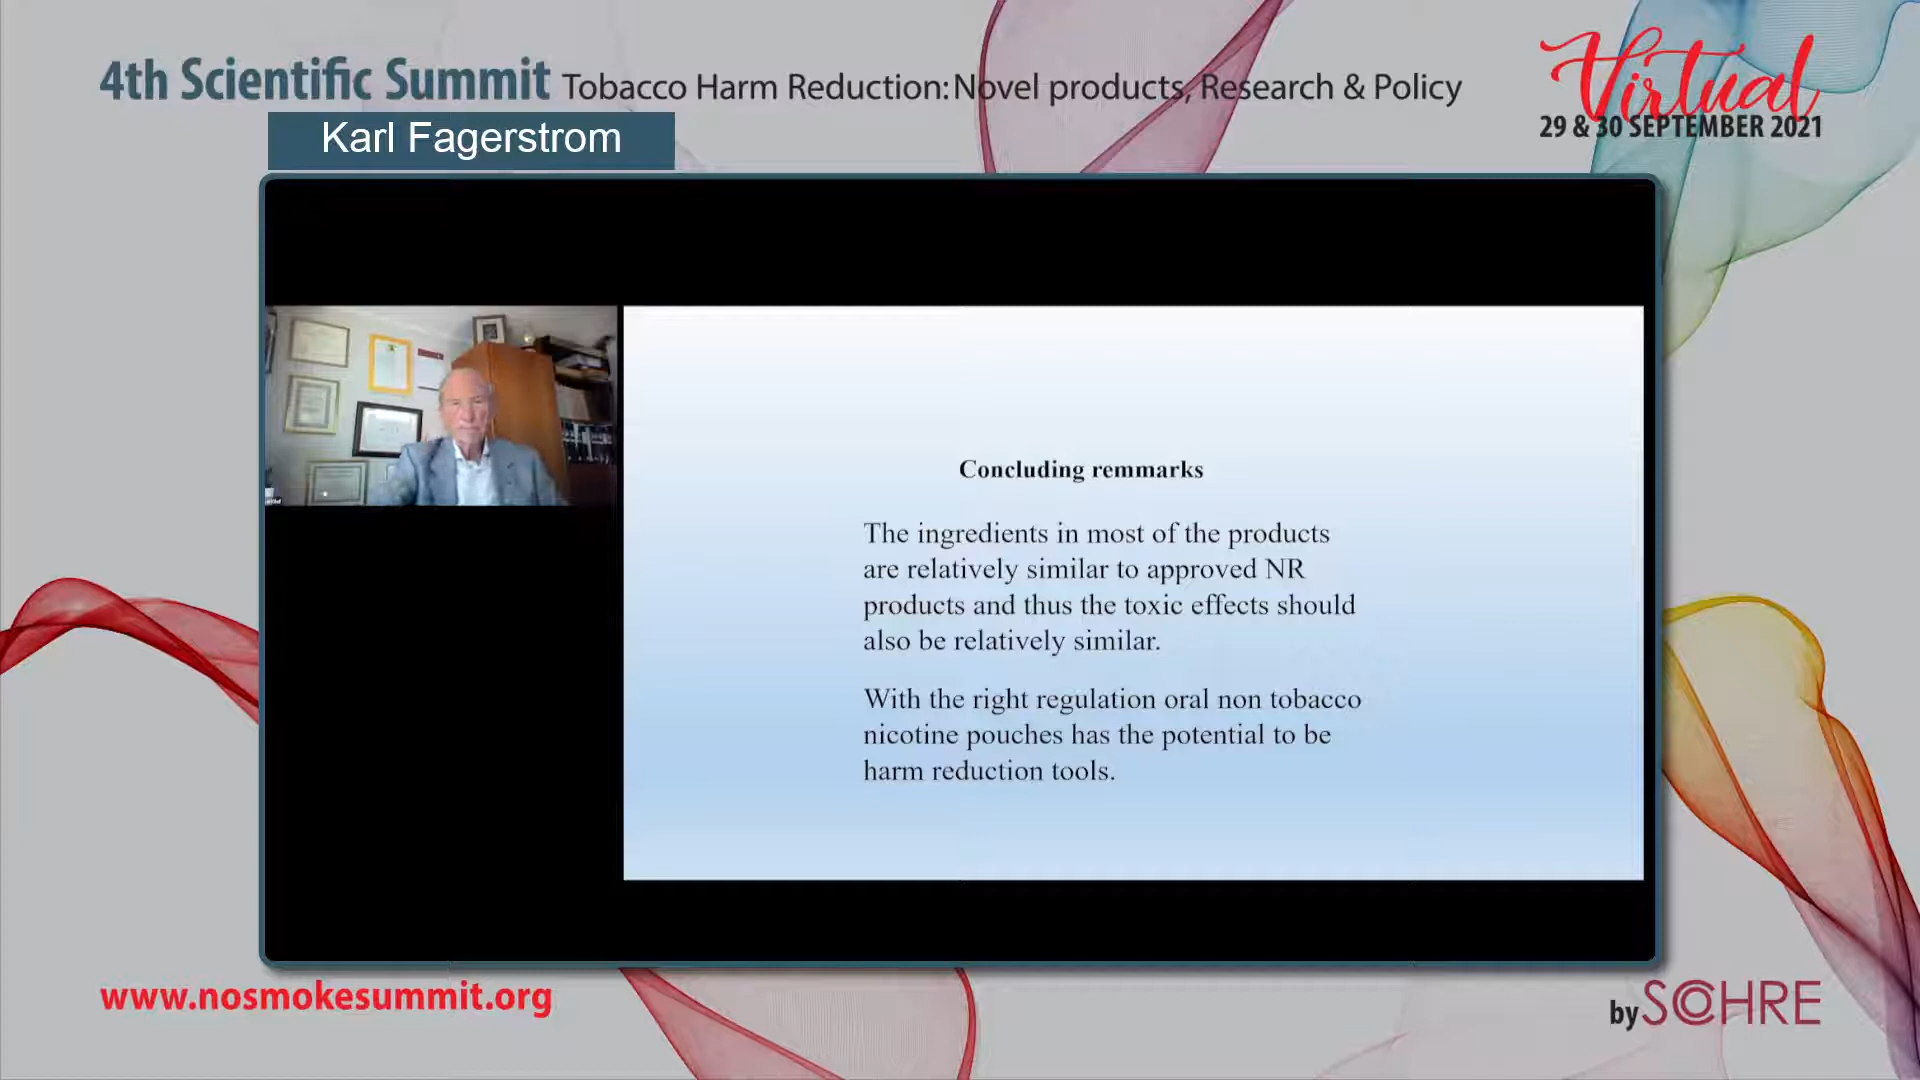 4th Scientific Summit Tobacco Harm Reduction: Novel products, Research & Policy
Virtual
29 & 30 SEPTEMBER 2021
Karl Fagerstrom
Concluding remmarks
The ingredients in most of the products
are relatively similar to approved NR
products and thus the toxic effects should
also be relatively similar.
With the right regulation oral non tobacco
nicotine pouches has the potential to be
harm reduction tools.
www.nosmokesummit.org
by SCOHRE